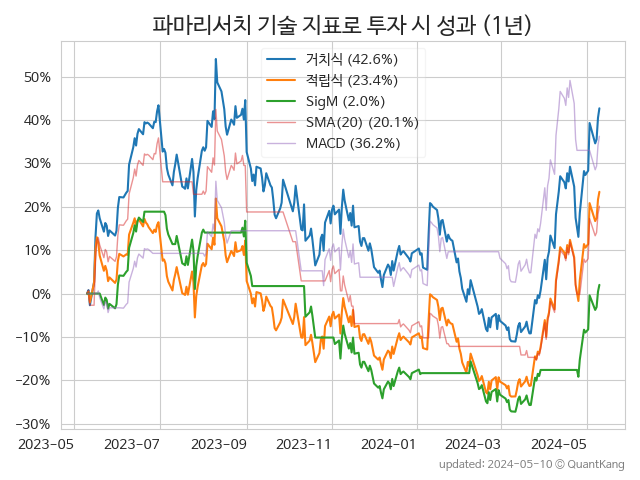 파마리서치 기술 지표로 투자 시 성과 (1년)
거치식 (42.6%)
적립식 (23.4%)
SigM (2.0%)
SMA(20) (20.1%)
MACD (36.2%)
50%
40%
30%
20%
10%
0%
−10%
−20%
−30%
2023-05
2023-07
2023-09
2023-11
2024-01
2024-03
2024-05
updated: 2024-05-10 © QuantKang